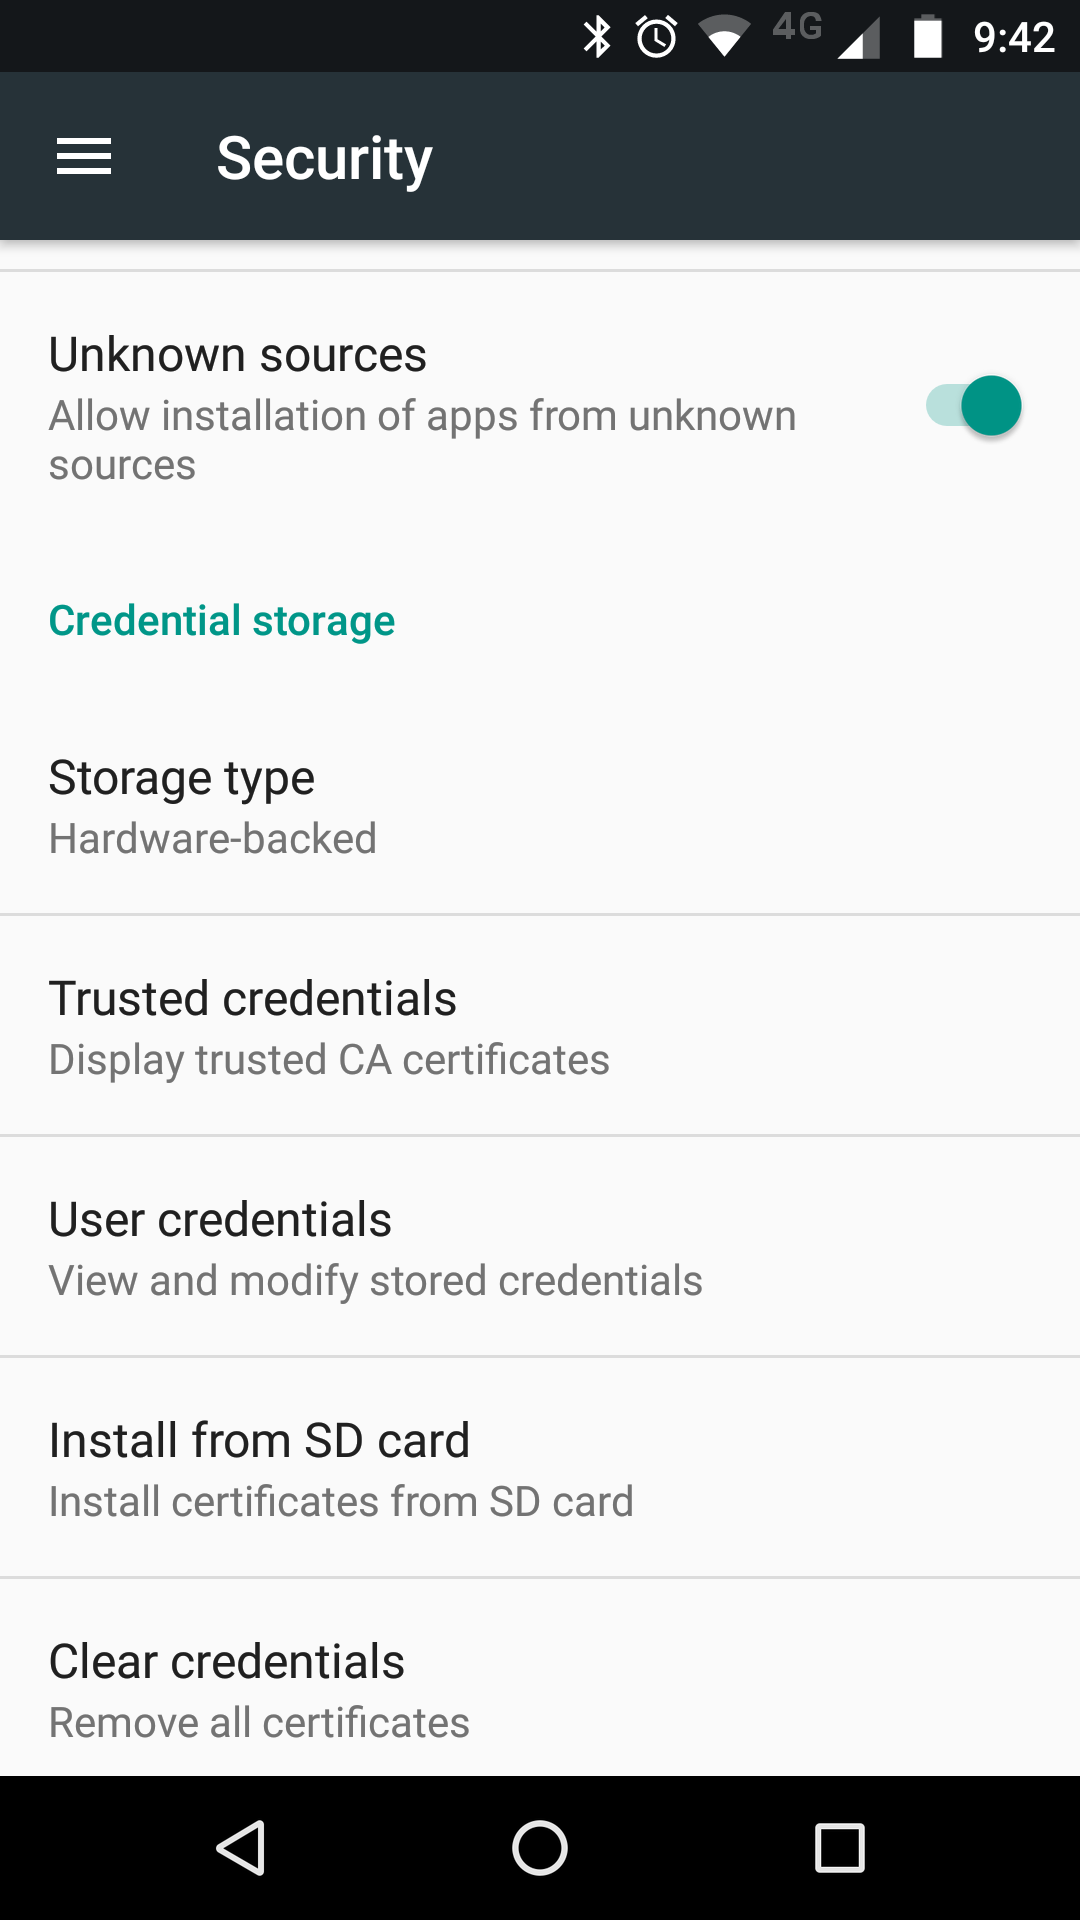 4G 9:42
Security
Unknown sources
Allow installation of apps from unknown
sources
Credential storage
Storage type
Hardware-backed
Trusted credentials
Display trusted CA certificates
User credentials
View and modify stored credentials
Install from SD card
Install certificates from SD card
Clear credentials
Remove all certificates